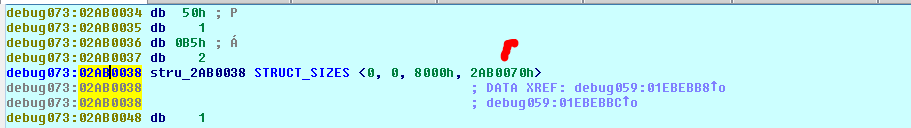 debug073:02AB0034 db 50h ; P
debug073:02AB0035 db 1
debug073:02AB0036 db 0B5h ; Á
debug073:02AB0037 db 2
debug073:02AB0038 stru_2AB0038 STRUCT_SIZES <0, 0, 8000h, 2AB0070h>
debug073:02AB0038 ; DATA XREF: debug059:01EBEBB8↑o
debug073:02AB0038 ; debug059:01EBEBBC↑o
debug073:02AB0048 db 1